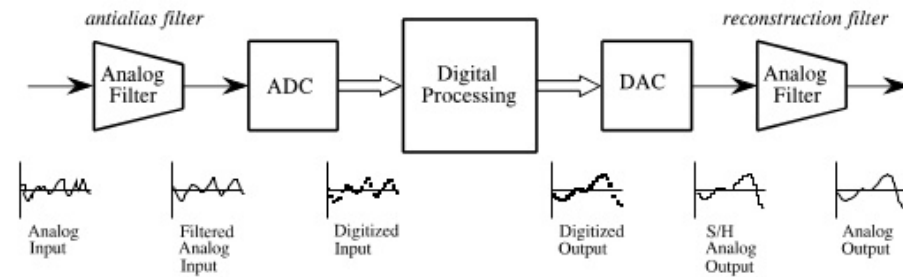 antialias filter
reconstruction filter
Analog
Filter
ADC
Digital
Processing
DAC
Analog
Filter
Analog
Input
Filtered
Analog
Input
Digitized
Input
Digitized
Output
S/H
Analog
Output
Analog
Output